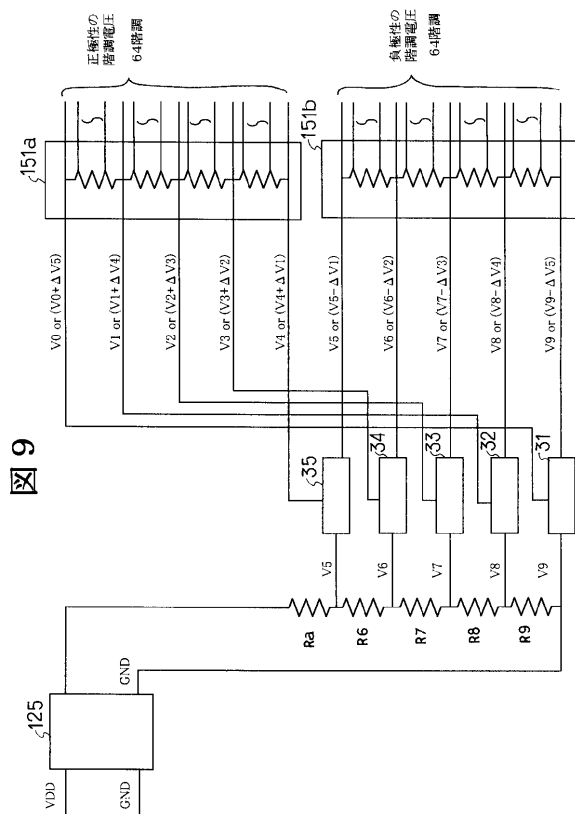 図 9
VDD
GND
125
GND
Ra
R6
R7
R8
R9
V5
V6
V7
V8
V9
35
34
33
32
31
V0 or (V0+ΔV5)
V1 or (V1+ΔV4)
V2 or (V2+ΔV3)
V3 or (V3+ΔV2)
V4 or (V4+ΔV1)
V5 or (V5-ΔV1)
V6 or (V6-ΔV2)
V7 or (V7-ΔV3)
V8 or (V8-ΔV4)
V9 or (V9-ΔV5)
151a
151b
正極性の
階調電圧
64階調
負極性の
階調電圧
64階調